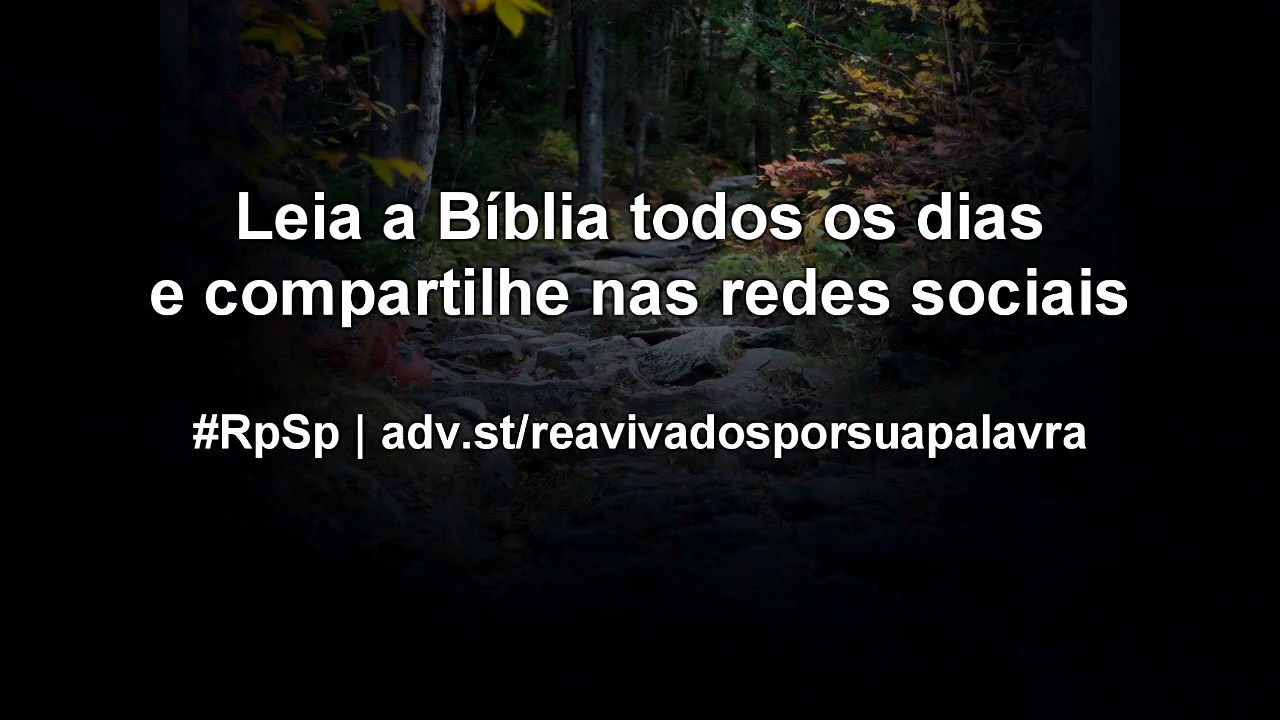 Leia a Bíblia todos os dias
e compartilhe nas redes sociais
#RpSp | adv.st/reavivadosporsuapalavra